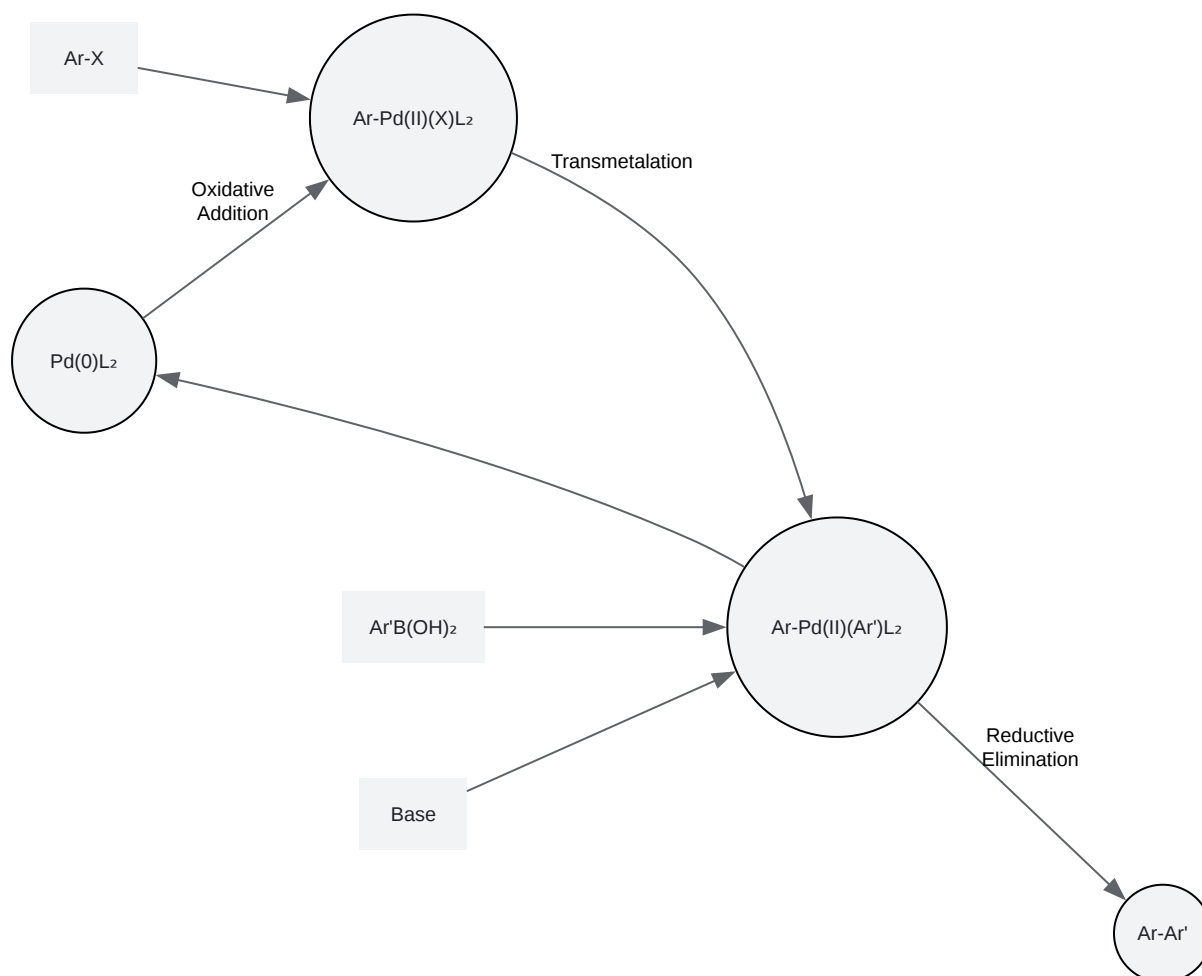 Ar-X
Ar-Pd(II)(X)L₂
Transmetalation
Oxidative
Addition
Pd(0)L₂
Ar'B(OH)₂
Ar-Pd(II)(Ar')L₂
Reductive
Elimination
Base
Ar-Ar'